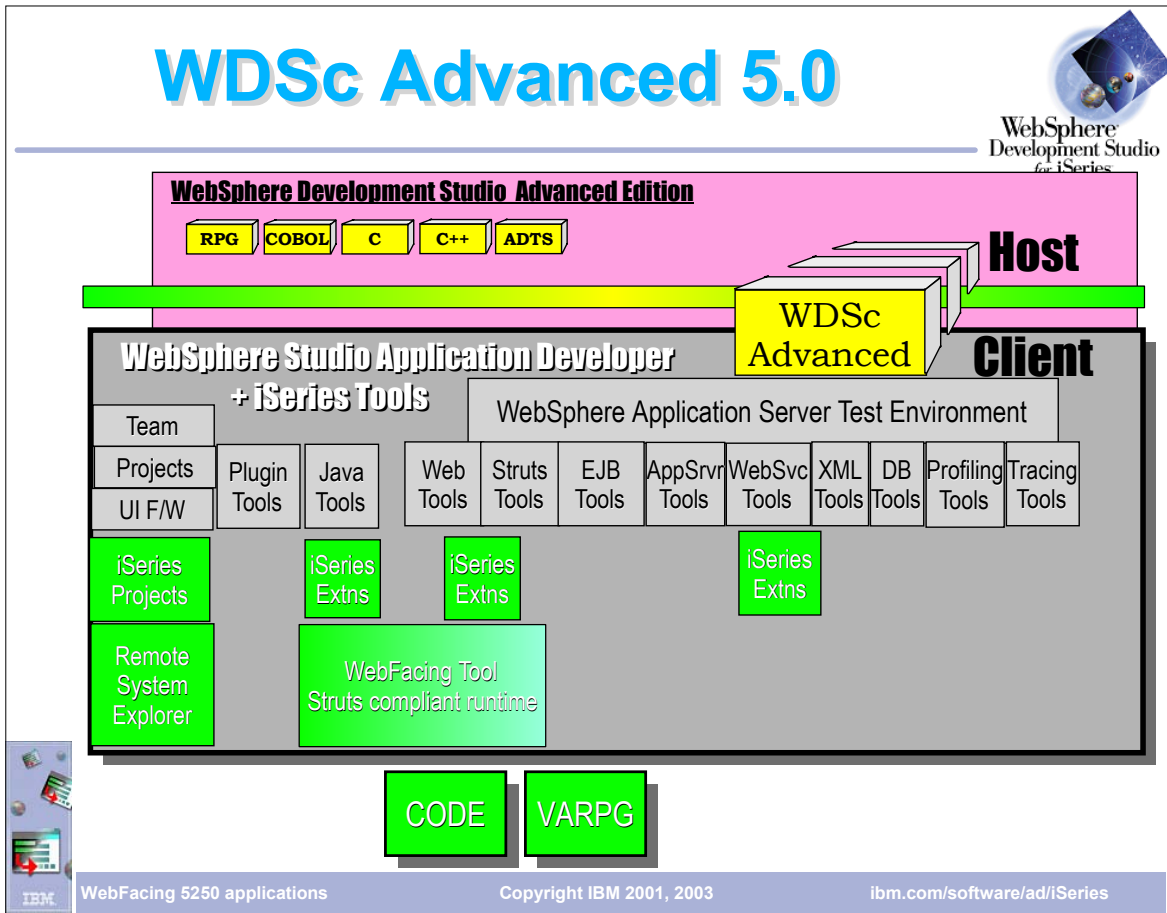 WDSc Advanced 5.0
WebSphere
Development Studio
for iSeries
WebSphere Development Studio Advanced Edition
RPG
COBOL
C
C++
ADTS
Host
WDSc
Advanced
Client
WebSphere Studio Application Developer
+ iSeries Tools
WebSphere Application Server Test Environment
Team
Projects
UI F/W
Plugin
Tools
Java
Tools
Web
Tools
Struts
Tools
EJB
Tools
AppSrvr
Tools
WebSvc
Tools
XML
Tools
DB
Tools
Profiling
Tools
Tracing
Tools
iSeries
Projects
iSeries
Extns
iSeries
Extns
iSeries
Extns
Remote
System
Explorer
WebFacing Tool
Struts compliant runtime
CODE
VARPG
IBM
WebFacing 5250 applications
Copyright IBM 2001, 2003
ibm.com/software/ad/iSeries